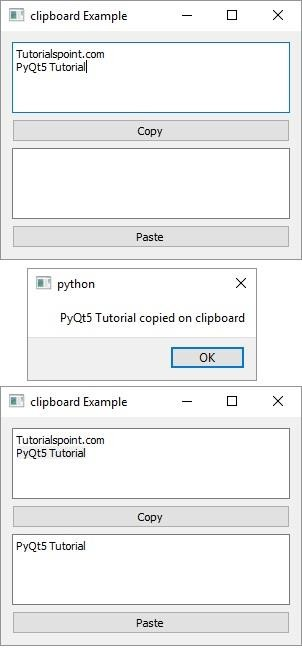 clipboard Example
Tutorialspoint.com
PyQt5 Tutorial
Copy
Paste
python
PyQt5 Tutorial copied on clipboard
OK
clipboard Example
Tutorialspoint.com
PyQt5 Tutorial
Copy
PyQt5 Tutorial
Paste